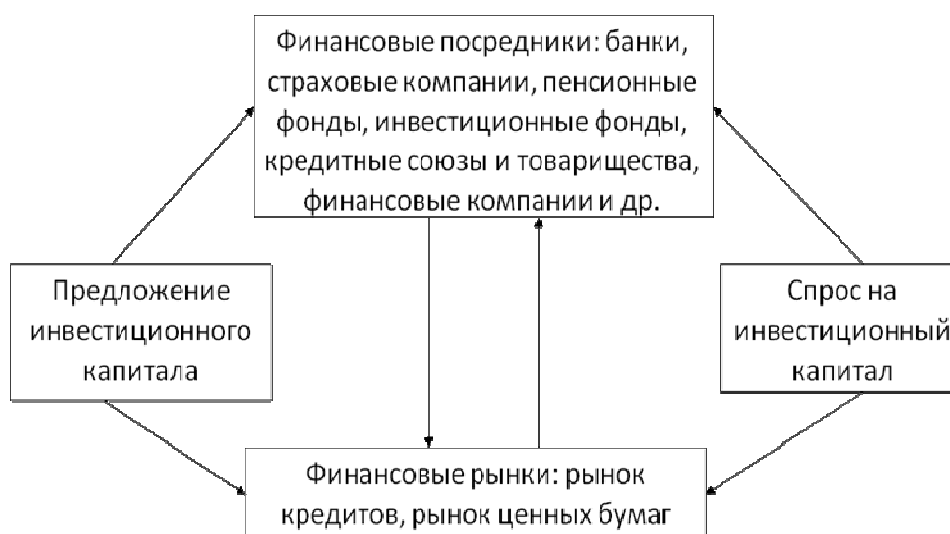 Финансовые посредники: банки,
страховые компании, пенсионные
фонды, инвестиционные фонды,
кредитные союзы и товарищества,
финансовые компании и др.
Предложение
инвестиционного
капитала
Спрос на
инвестиционный
капитал
Финансовые рынки: рынок
кредитов, рынок ценных бумаг